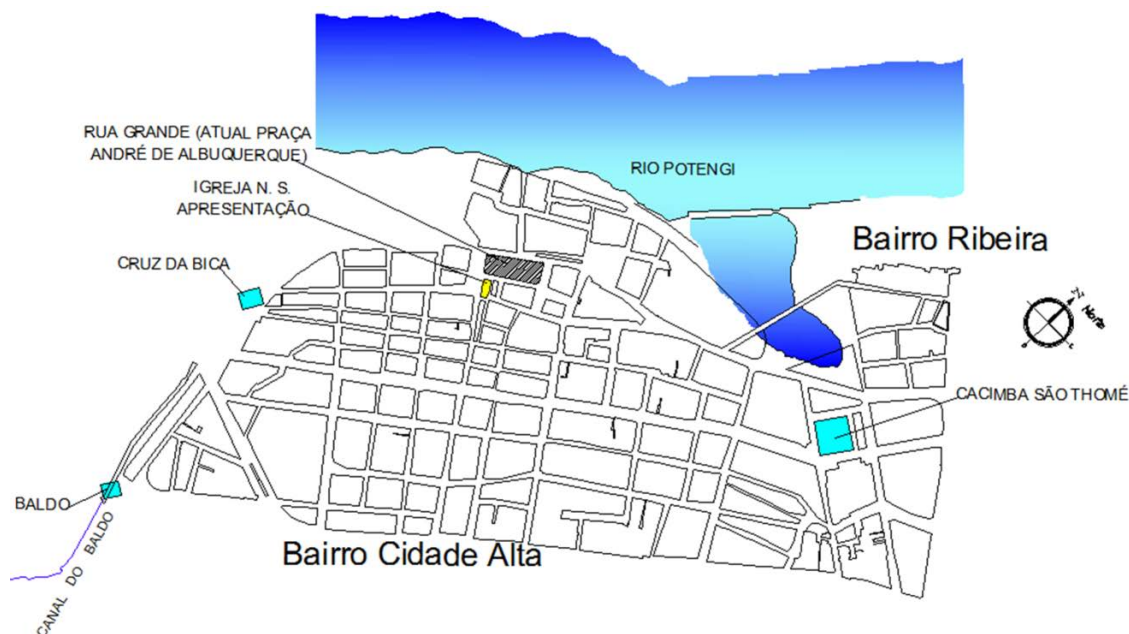 RUA GRANDE (ATUAL PRAÇA
ANDRÉ DE ALBUQUERQUE)
IGREJA N. S.
APRESENTAÇÃO
RIO POTENGI
CRUZ DA BICA
Bairro Ribeira
N
Norte
CACIMBA SÃO THOMÉ
BALDO
CANAL DO BALDO
Bairro Cidade Alta